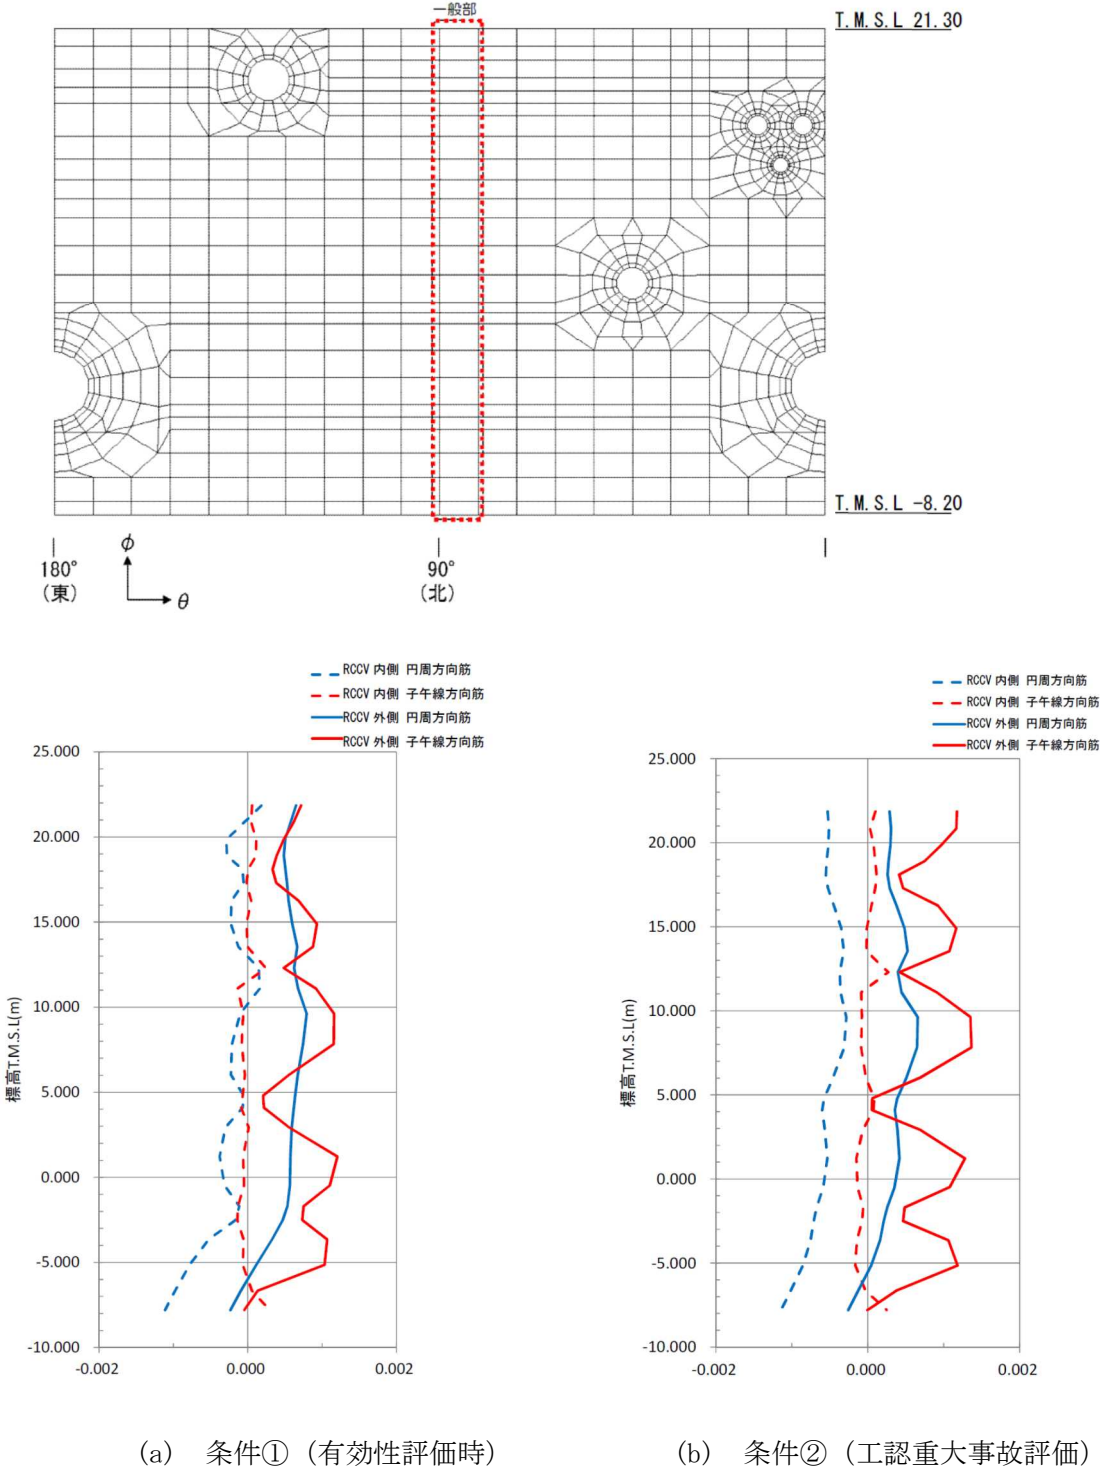 一般部
T.M.S.L 21.30
T.M.S.L -8.20
φ
θ
180°
(東)
90°
(北)
RCCV 内側 円周方向筋
RCCV 内側 子午線方向筋
RCCV 外側 円周方向筋
RCCV 外側 子午線方向筋
25.000
20.000
15.000
10.000
5.000
0.000
-5.000
-10.000
標高T.M.S.L(m)
-0.002 0.000 0.002
RCCV 内側 円周方向筋
RCCV 内側 子午線方向筋
RCCV 外側 円周方向筋
RCCV 外側 子午線方向筋
25.000
20.000
15.000
10.000
5.000
0.000
-5.000
-10.000
標高T.M.S.L(m)
-0.002 0.000 0.002
(a) 条件①(有効性評価時)
(b) 条件②(工認重大事故評価)